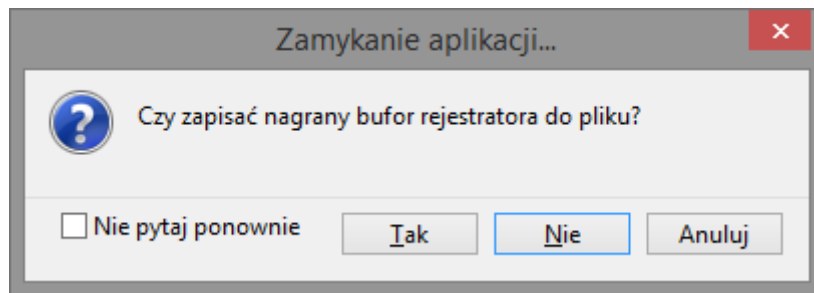 Zamykanie aplikacji...
Czy zapisać nagrany bufor rejestratora do pliku?
Nie pytaj ponownie Tak Nie Anuluj